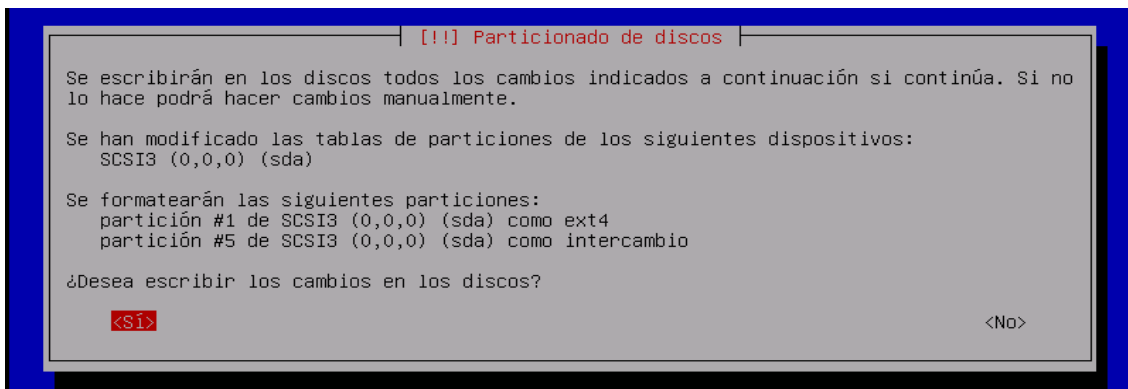 [!!] Particionado de discos
Se escribirán en los discos todos los cambios indicados a continuación si continúa. Si no
lo hace podrá hacer cambios manualmente.
Se han modificado las tablas de particiones de los siguientes dispositivos:
SCSI3 (0,0,0) (sda)
Se formatearán las siguientes particiones:
partición #1 de SCSI3 (0,0,0) (sda) como ext4
partición #5 de SCSI3 (0,0,0) (sda) como intercambio
¿Desea escribir los cambios en los discos?
<Sí> <No>